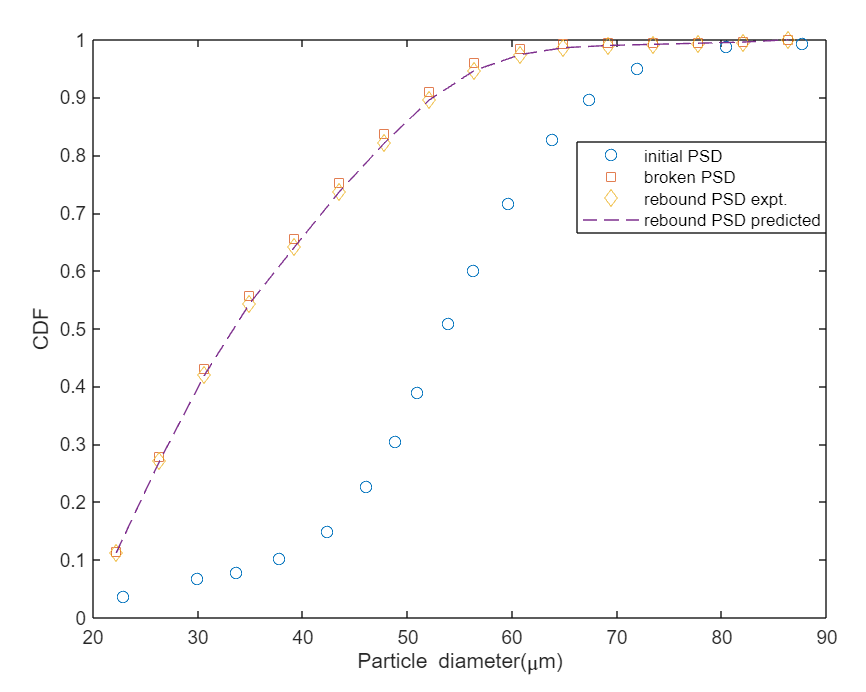 1
0.9
0.8
0.7
0.6
0.5
0.4
0.3
0.2
0.1
0
CDF
initial PSD
broken PSD
rebound PSD expt.
rebound PSD predicted
20 30 40 50 60 70 80 90
Particle diameter(μm)